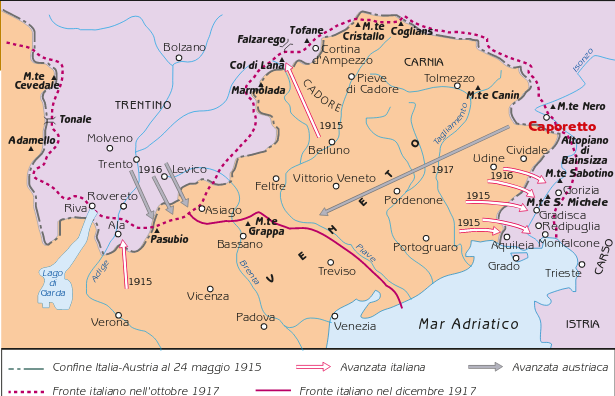 Tofane
M.te
Cristallo
Coglians
Falzarego
Cortina
d'Ampezzo
Bolzano
Isonzo
Col di Lana
CARNIA
M.te
Cevedale
Pieve
di Cadore
Tolmezzo
Marmolada
CADORE
M.te Canin
TRENTINO
M.te Nero
Tonale
1915
Tagliamento
Caporetto
Adamello
Molveno
Belluno
Altopiano
di
Bainsizza
Trento
1916
Levico
Udine
Cividale
1917
M.te Sabotino
Feltre
Vittorio Veneto
1916
Rovereto
Pordenone
Gorizia
Riva
Asiago
1915
M.te S. Michele
Ala
M.te
Grappa
VENETO
Gradisca
1915
Redipuglia
Pasubio
Bassano
Piave
Portogruaro
Aquileia
Monfalcone
CARSO
Lago
di
Garda
Adige
Brenta
Treviso
Grado
Trieste
1915
Vicenza
Verona
Padova
Venezia
Mar Adriatico
ISTRIA
Confine Italia-Austria al 24 maggio 1915
Avanzata italiana
Avanzata austriaca
Fronte italiano nell'ottobre 1917
Fronte italiano nel dicembre 1917